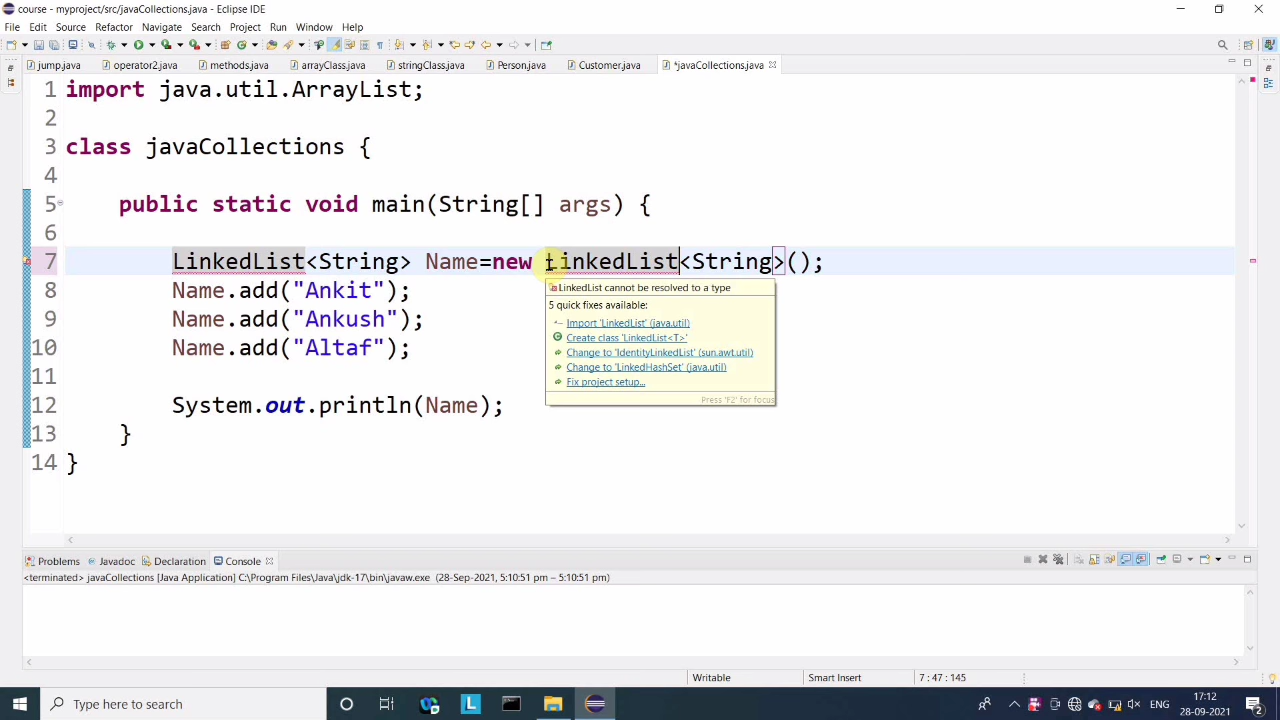 course - myproject/src/javaCollections.java - Eclipse IDE
File Edit Source Refactor Navigate Search Project Run Window Help
jump.java operator2.java methods.java arrayClass.java stringClass.java Person.java Customer.java *javaCollections.java
1 import java.util.ArrayList;
2
3 class javaCollections {
4
5 public static void main(String[] args) {
6
7 LinkedList<String> Name=new LinkedList<String>();
8 Name.add("Ankit");
9 Name.add("Ankush");
10 Name.add("Altaf");
11
12 System.out.println(Name);
13 }
14 }
LinkedList cannot be resolved to a type
5 quick fixes available:
Import 'LinkedList' (java.util)
Create class 'LinkedList<T>'
Change to 'IdentityLinkedList' (sun.awt.util)
Change to 'LinkedHashSet' (java.util)
Fix project setup...
Press 'F2' for focus
Problems Javadoc Declaration Console
<terminated> javaCollections [Java Application] C:\Program Files\Java\jdk-17\bin\javaw.exe (28-Sep-2021, 5:10:51 pm – 5:10:51 pm)
Writable Smart Insert 7 : 47 : 145
Type here to search
L
ENG
17:12
28-09-2021
2